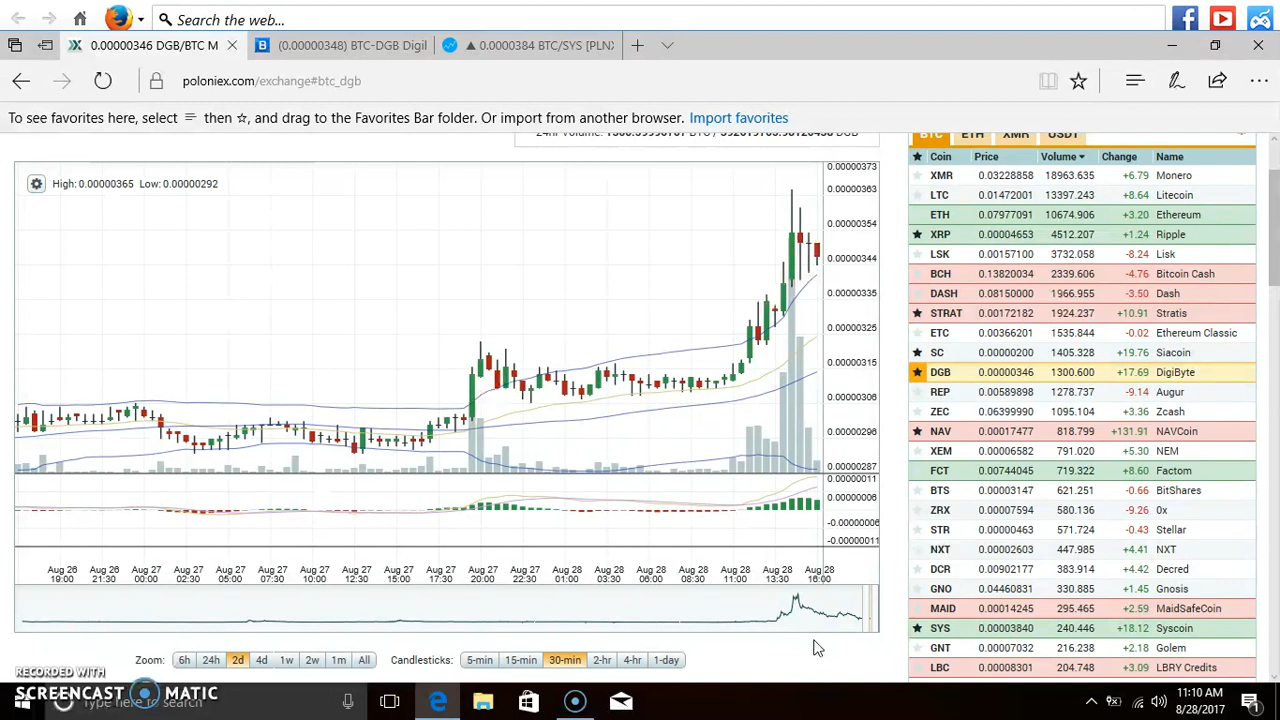 Search the web...
0.00000346 DGB/BTC M
(0.00000348) BTC-DGB Digil
▲ 0.0000384 BTC/SYS [PLNX
poloniex.com/exchange#btc_dgb
To see favorites here, select then ☆, and drag to the Favorites Bar folder. Or import from another browser. Import favorites
BTC ETH XMR USDT
High: 0.00000365 Low: 0.00000292
0.00000373
0.00000363
0.00000354
0.00000344
0.00000335
0.00000325
0.00000315
0.00000306
0.00000296
0.00000287
0.00000011
0.00000006
-0.00000006
-0.00000011
Aug 26 19:00
Aug 26 21:30
Aug 27 00:00
Aug 27 02:30
Aug 27 05:00
Aug 27 07:30
Aug 27 10:00
Aug 27 12:30
Aug 27 15:00
Aug 27 17:30
Aug 27 20:00
Aug 27 22:30
Aug 28 01:00
Aug 28 03:30
Aug 28 06:00
Aug 28 08:30
Aug 28 11:00
Aug 28 13:30
Aug 28 16:00
Zoom: 6h 24h 2d 4d 1w 2w 1m All Candlesticks: 5-min 15-min 30-min 2-hr 4-hr 1-day
Coin Price Volume Change Name
XMR 0.03228858 18963.635 +6.79 Monero
LTC 0.01472001 13397.243 +8.64 Litecoin
ETH 0.07977091 10674.906 +3.20 Ethereum
XRP 0.00004653 4512.207 +1.24 Ripple
LSK 0.00157100 3732.058 -8.24 Lisk
BCH 0.13820034 2339.606 -4.76 Bitcoin Cash
DASH 0.08150000 1966.955 -3.50 Dash
STRAT 0.00172182 1924.237 +10.91 Stratis
ETC 0.00366201 1535.844 -0.02 Ethereum Classic
SC 0.00000200 1405.328 +19.76 Siacoin
DGB 0.00000346 1300.600 +17.69 DigiByte
REP 0.00589898 1278.737 -9.14 Augur
ZEC 0.06399990 1095.104 +3.36 Zcash
NAV 0.00017477 818.799 +131.91 NAVCoin
XEM 0.00006582 791.020 +5.30 NEM
FCT 0.00744045 719.322 +8.60 Factom
BTS 0.00003147 621.251 -0.66 BitShares
ZRX 0.00007594 580.136 -9.26 0x
STR 0.00000463 571.724 -0.43 Stellar
NXT 0.00002603 447.985 +4.41 NXT
DCR 0.00902177 383.914 +4.42 Decred
GNO 0.04460831 330.885 +1.45 Gnosis
MAID 0.00014245 295.465 +2.59 MaidSafeCoin
SYS 0.00003840 240.446 +18.12 Syscoin
GNT 0.00007032 216.238 +2.18 Golem
LBC 0.00008301 204.748 +3.09 LBRY Credits
RECORDED WITH
SCREENCAST MATIC
Type here to search
11:10 AM
8/28/2017